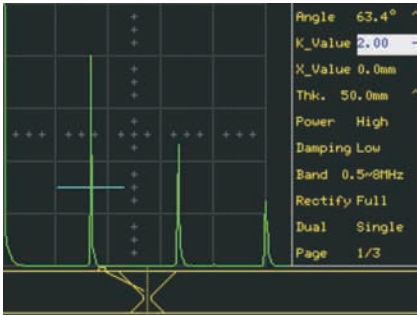 Angle 63.4°
K_Value 2.00
X_Value 0.0mm
Thk. 50.0mm
Power High
Damping Low
Band 0.5~8MHz
Rectify Full
Dual Single
Page 1/3